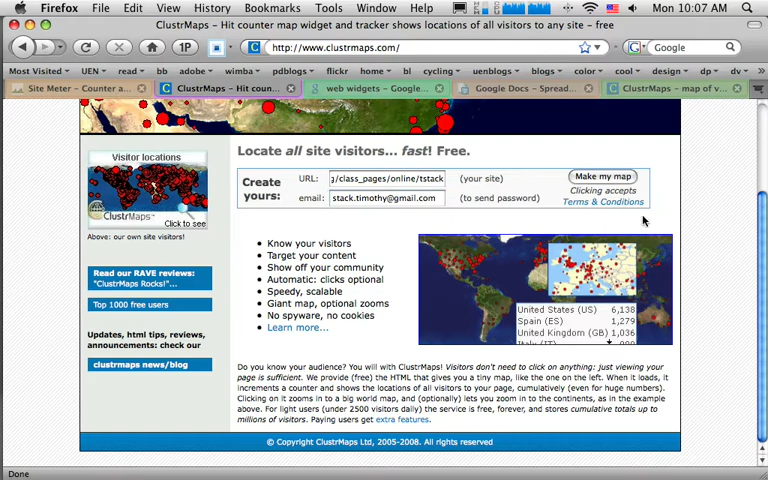 Firefox File Edit View History Bookmarks Tools Window Help Mon 10:07 AM
ClustrMaps - Hit counter map widget and tracker shows locations of all visitors to any site - free
1P http://www.clustrmaps.com/ Google
Most Visited UEN read bb adobe wimba pdblogs flickr home bl cycling uenblogs blogs color cool design dp dv
Site Meter - Counter a... ClustrMaps - Hit coun... web widgets - Google... Google Docs - Spread... ClustrMaps - map of v...
Locate all site visitors... fast! Free.
Visitor locations
ClustrMaps
Click to see
Above: our own site visitors!
Create yours:
URL: g/class_pages/online/tstack (your site) Make my map
Clicking accepts
email: stack.timothy@gmail.com (to send password) Terms & Conditions
Read our RAVE reviews:
"ClustrMaps Rocks!"...
Top 1000 free users
Updates, html tips, reviews,
announcements: check our
clustrmaps news/blog
Know your visitors
Target your content
Show off your community
Automatic: clicks optional
Speedy, scalable
Giant map, optional zooms
No spyware, no cookies
Learn more...
United States (US) 6,138
Spain (ES) 1,279
United Kingdom (GB) 1,036
Do you know your audience? You will with ClustrMaps! Visitors don't need to click on anything: just viewing your
page is sufficient. We provide (free) the HTML that gives you a tiny map, like the one on the left. When it loads, it
increments a counter and shows the locations of all visitors to your page, cumulatively (even for huge numbers).
Clicking on it zooms in to a big world map, and (optionally) lets you zoom in to the continents, as in the example
above. For light users (under 2500 visitors daily) the service is free, forever, and stores cumulative totals up to
millions of visitors. Paying users get extra features.
© Copyright ClustrMaps Ltd, 2005-2008. All rights reserved
Done